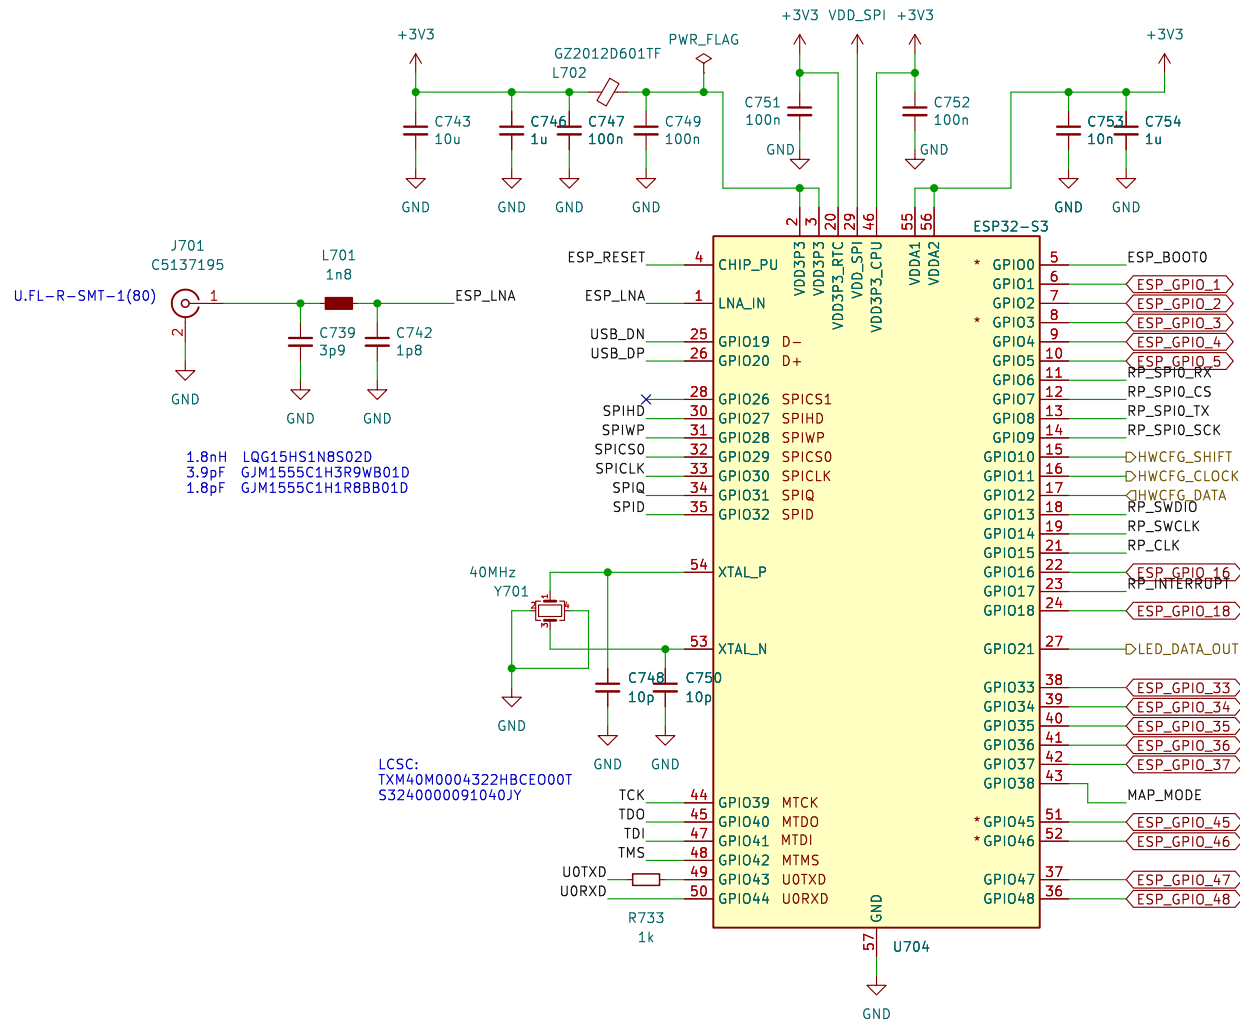 +3V3 VDD_SPI +3V3
+3V3
PWR_FLAG
+3V3
GZ2012D601TF
L702
C743
10u
C746
1u
C747
100n
C749
100n
C751
100n
C752
100n
C753
10n
C754
1u
GND
GND
GND
GND
GND
GND
GND
GND
2
3
20
29
46
55
56
ESP32-S3
VDD3P3
VDD3P3
VDD3P3_RTC
VDD_SPI
VDD3P3_CPU
VDDA1
VDDA2
J701
C5137195
U.FL-R-SMT-1(80)
1
2
GND
L701
1n8
ESP_LNA
C739
3p9
C742
1p8
GND
GND
1.8nH LQG15HS1N8S02D
3.9pF GJM1555C1H3R9WB01D
1.8pF GJM1555C1H1R8BB01D
ESP_RESET 4 CHIP_PU
ESP_LNA 1 LNA_IN
USB_DN 25 GPIO19 D-
USB_DP 26 GPIO20 D+
28 GPIO26 SPICS1
SPIHD 30 GPIO27 SPIHD
SPIWP 31 GPIO28 SPIWP
SPICS0 32 GPIO29 SPICS0
SPICLK 33 GPIO30 SPICLK
SPIQ 34 GPIO31 SPIQ
SPID 35 GPIO32 SPID
54 XTAL_P
53 XTAL_N
40MHz
Y701
1
2
4
3
GND
C748
10p
C750
10p
GND
GND
LCSC:
TXM40M0004322HBCEO00T
S3240000091040JY
TCK 44 GPIO39 MTCK
TDO 45 GPIO40 MTDO
TDI 47 GPIO41 MTDI
TMS 48 GPIO42 MTMS
U0TXD 49 GPIO43 U0TXD
U0RXD 50 GPIO44 U0RXD
R733
1k
* GPIO0 5 ESP_BOOT0
GPIO1 6 ESP_GPIO_1
GPIO2 7 ESP_GPIO_2
* GPIO3 8 ESP_GPIO_3
GPIO4 9 ESP_GPIO_4
GPIO5 10 ESP_GPIO_5
GPIO6 11 RP_SPI0_RX
GPIO7 12 RP_SPI0_CS
GPIO8 13 RP_SPI0_TX
GPIO9 14 RP_SPI0_SCK
GPIO10 15 HWCFG_SHIFT
GPIO11 16 HWCFG_CLOCK
GPIO12 17 HWCFG_DATA
GPIO13 18 RP_SWDIO
GPIO14 19 RP_SWCLK
GPIO15 21 RP_CLK
GPIO16 22 ESP_GPIO_16
GPIO17 23 RP_INTERRUPT
GPIO18 24 ESP_GPIO_18
GPIO21 27 LED_DATA_OUT
GPIO33 38 ESP_GPIO_33
GPIO34 39 ESP_GPIO_34
GPIO35 40 ESP_GPIO_35
GPIO36 41 ESP_GPIO_36
GPIO37 42 ESP_GPIO_37
GPIO38 43 MAP_MODE
* GPIO45 51 ESP_GPIO_45
* GPIO46 52 ESP_GPIO_46
GPIO47 37 ESP_GPIO_47
GPIO48 36 ESP_GPIO_48
GND
57
U704
GND